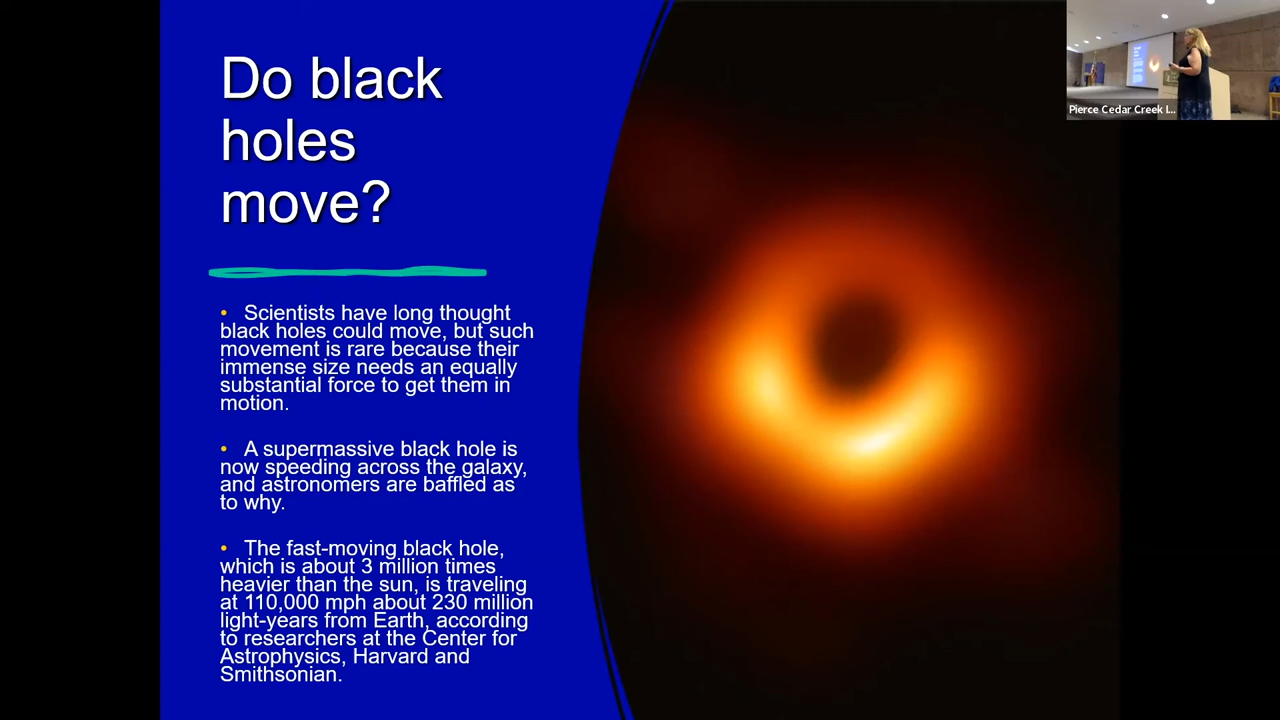 Do black
holes
move?
• Scientists have long thought
black holes could move, but such
movement is rare because their
immense size needs an equally
substantial force to get them in
motion.
• A supermassive black hole is
now speeding across the galaxy,
and astronomers are baffled as
to why.
• The fast-moving black hole,
which is about 3 million times
heavier than the sun, is traveling
at 110,000 mph about 230 million
light-years from Earth, according
to researchers at the Center for
Astrophysics, Harvard and
Smithsonian.
Pierce Cedar Creek I...